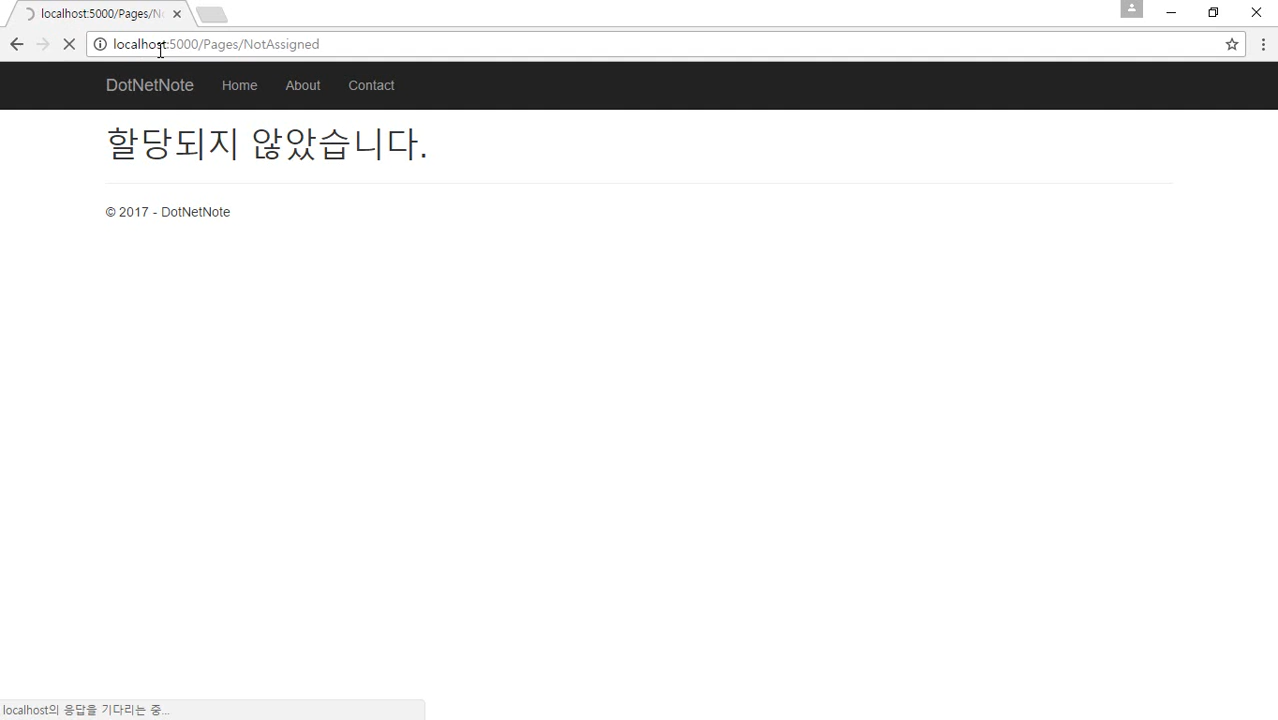 localhost:5000/Pages/No
localhost:5000/Pages/NotAssigned
DotNetNote Home About Contact
할당되지 않았습니다.
© 2017 - DotNetNote
localhost의 응답을 기다리는 중...